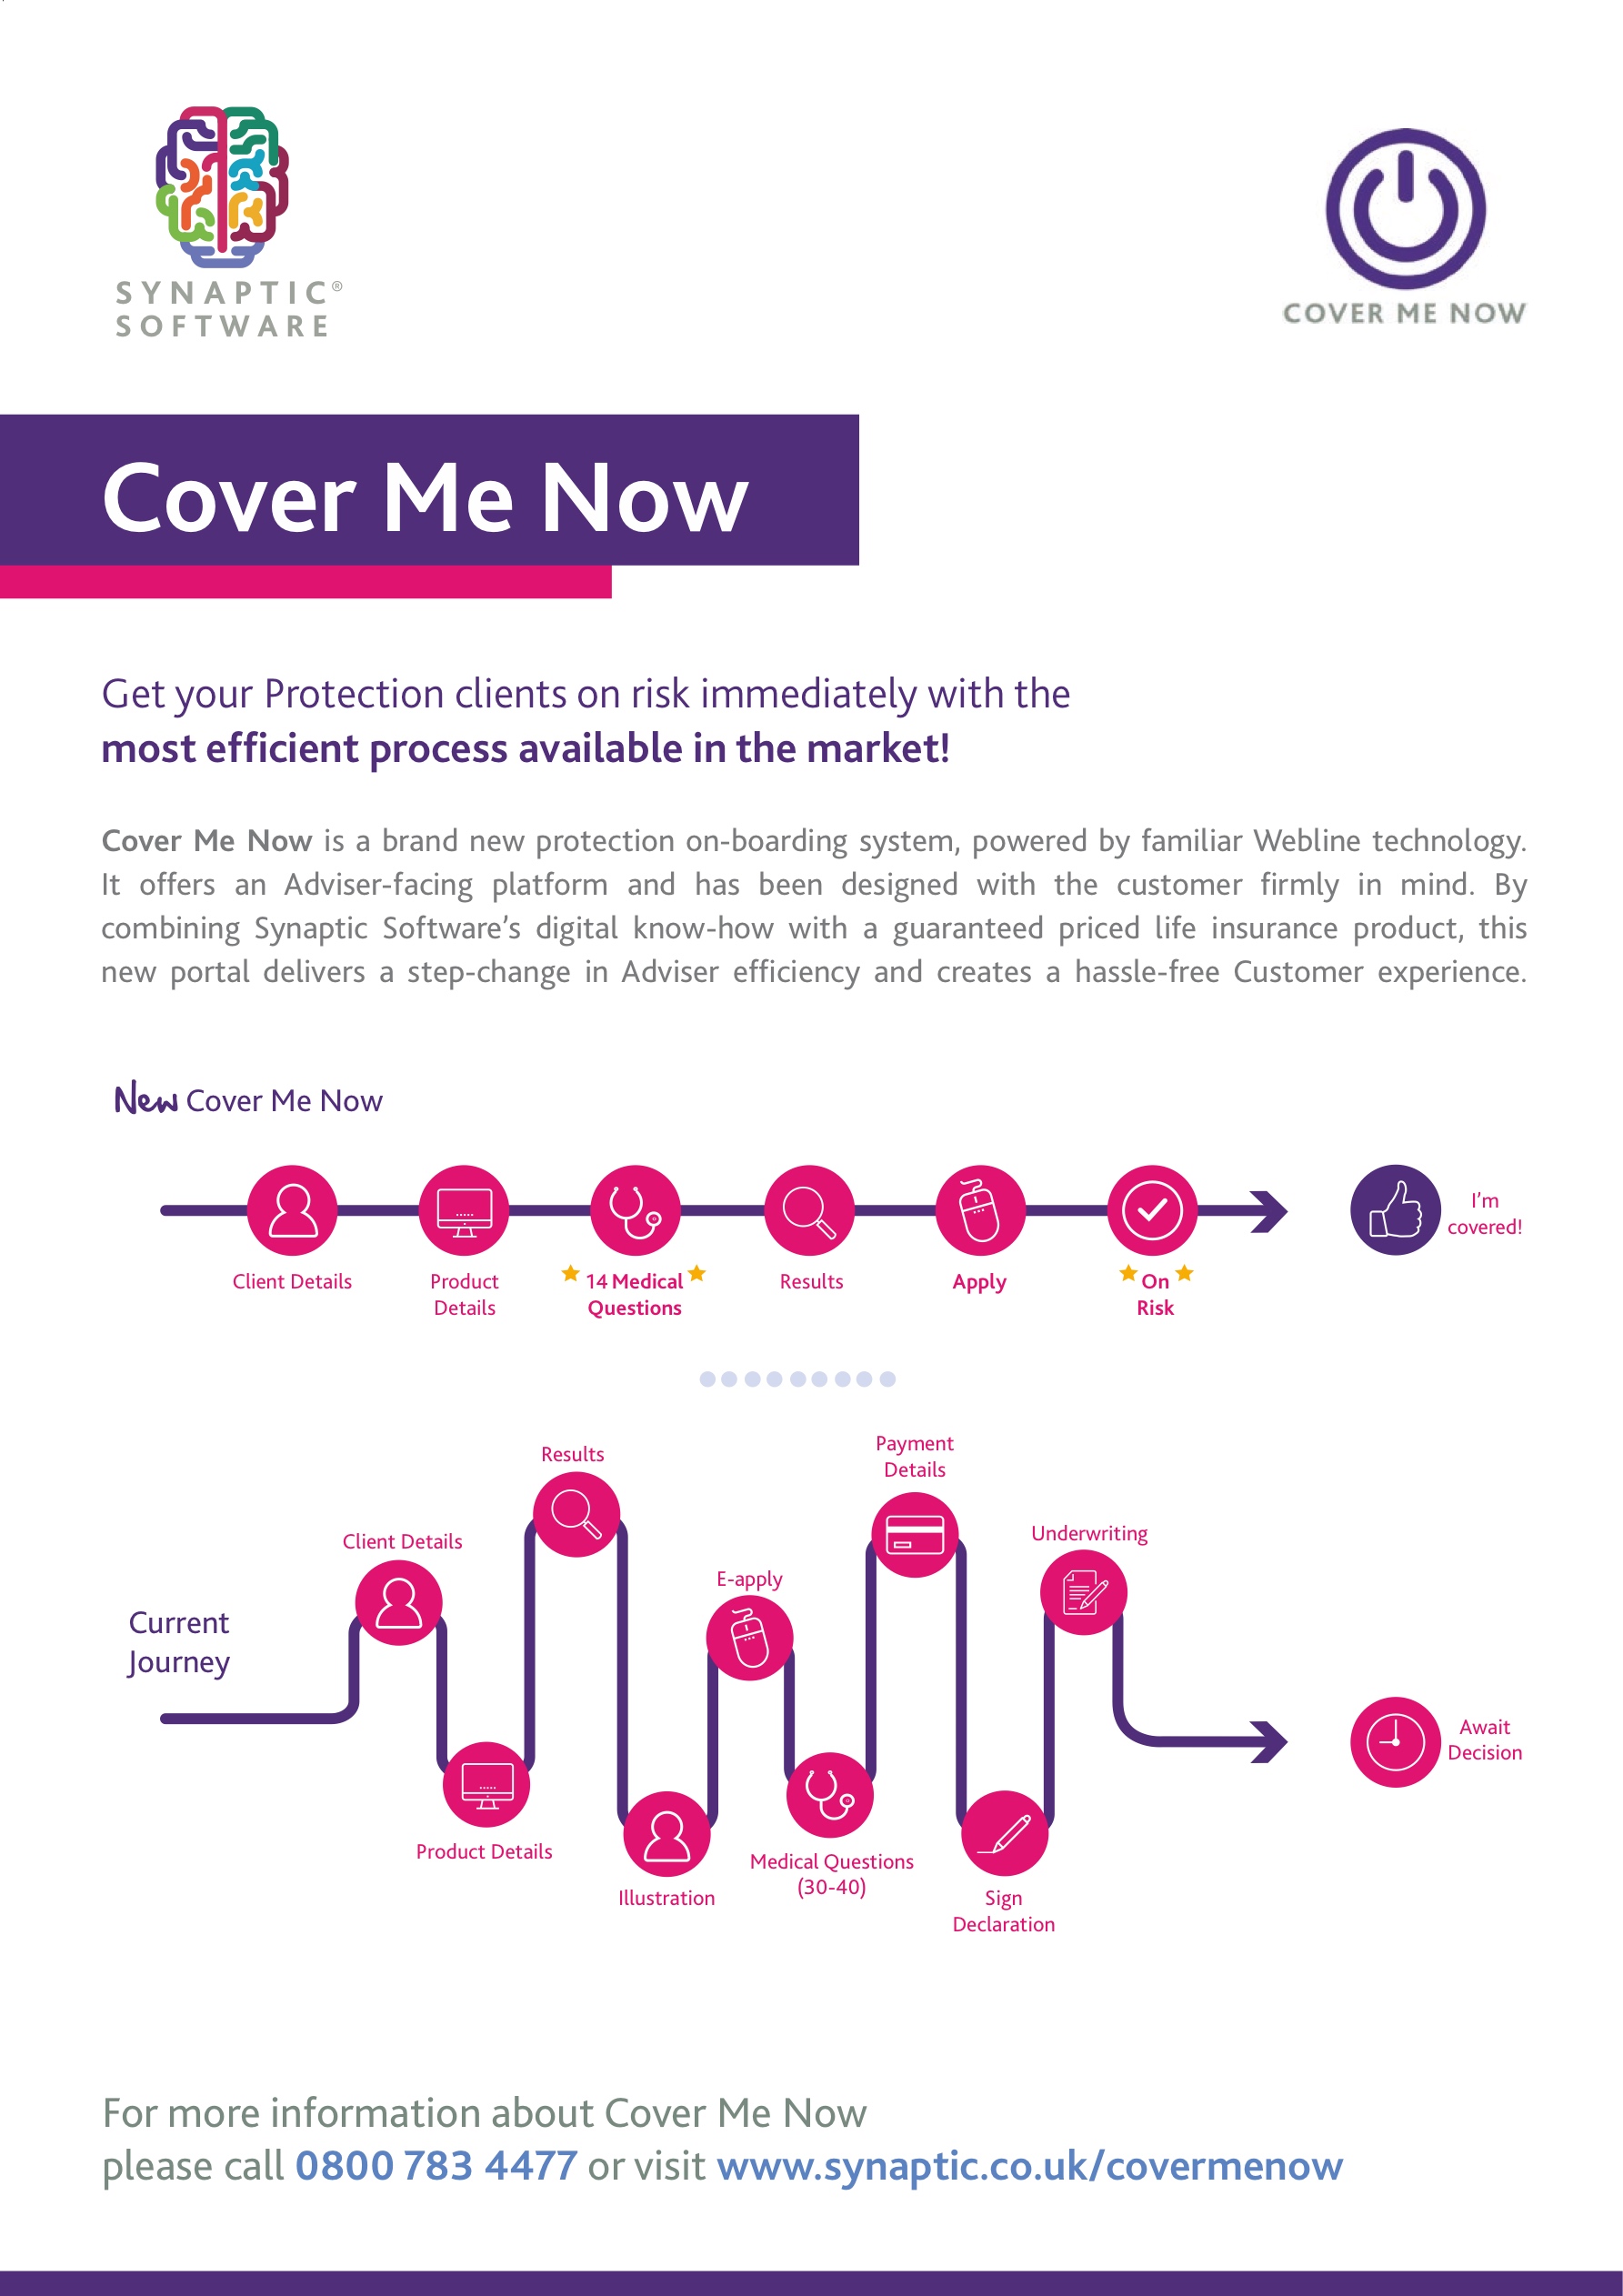 SYNAPTIC®
SOFTWARE
COVER ME NOW
Cover Me Now
Get your Protection clients on risk immediately with the
most efficient process available in the market!
Cover Me Now is a brand new protection on-boarding system, powered by familiar Webline technology.
It offers an Adviser-facing platform and has been designed with the customer firmly in mind. By
combining Synaptic Software’s digital know-how with a guaranteed priced life insurance product, this
new portal delivers a step-change in Adviser efficiency and creates a hassle-free Customer experience.
New Cover Me Now
Client Details
Product
Details
14 Medical
Questions
Results
Apply
On
Risk
I’m
covered!
Current
Journey
Client Details
Product Details
Results
Illustration
E-apply
Medical Questions
(30-40)
Payment
Details
Sign
Declaration
Underwriting
Await
Decision
For more information about Cover Me Now
please call 0800 783 4477 or visit www.synaptic.co.uk/covermenow